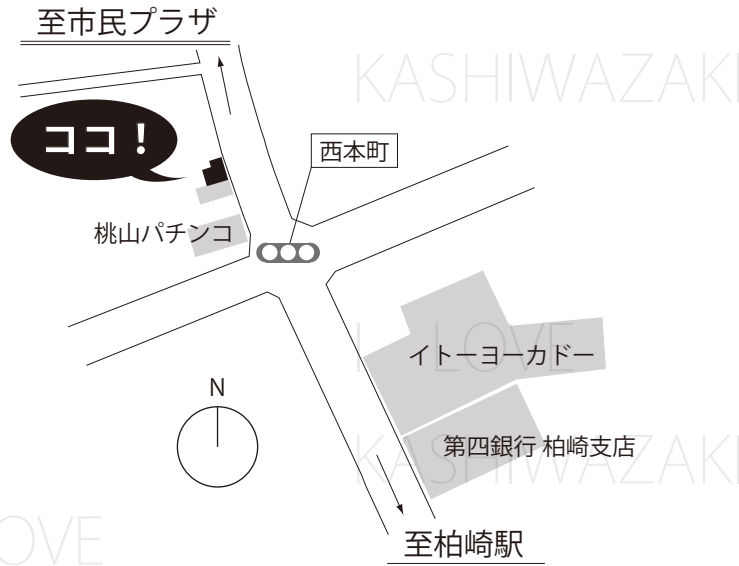 至市民プラザ
KASHIWAZAKI
ココ！
西本町
桃山パチンコ
I LOVE
イトーヨーカドー
N
第四銀行 柏崎支店
KASHIWAZAKI
OVE
至柏崎駅